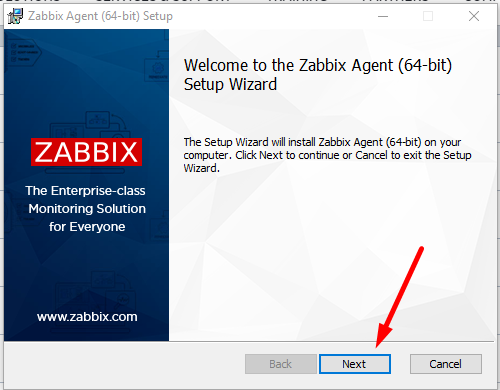 Zabbix Agent (64-bit) Setup
Welcome to the Zabbix Agent (64-bit)
Setup Wizard
The Setup Wizard will install Zabbix Agent (64-bit) on your
computer. Click Next to continue or Cancel to exit the Setup
Wizard.
ZABBIX
The Enterprise-class
Monitoring Solution
for Everyone
www.zabbix.com
Back
Next
Cancel